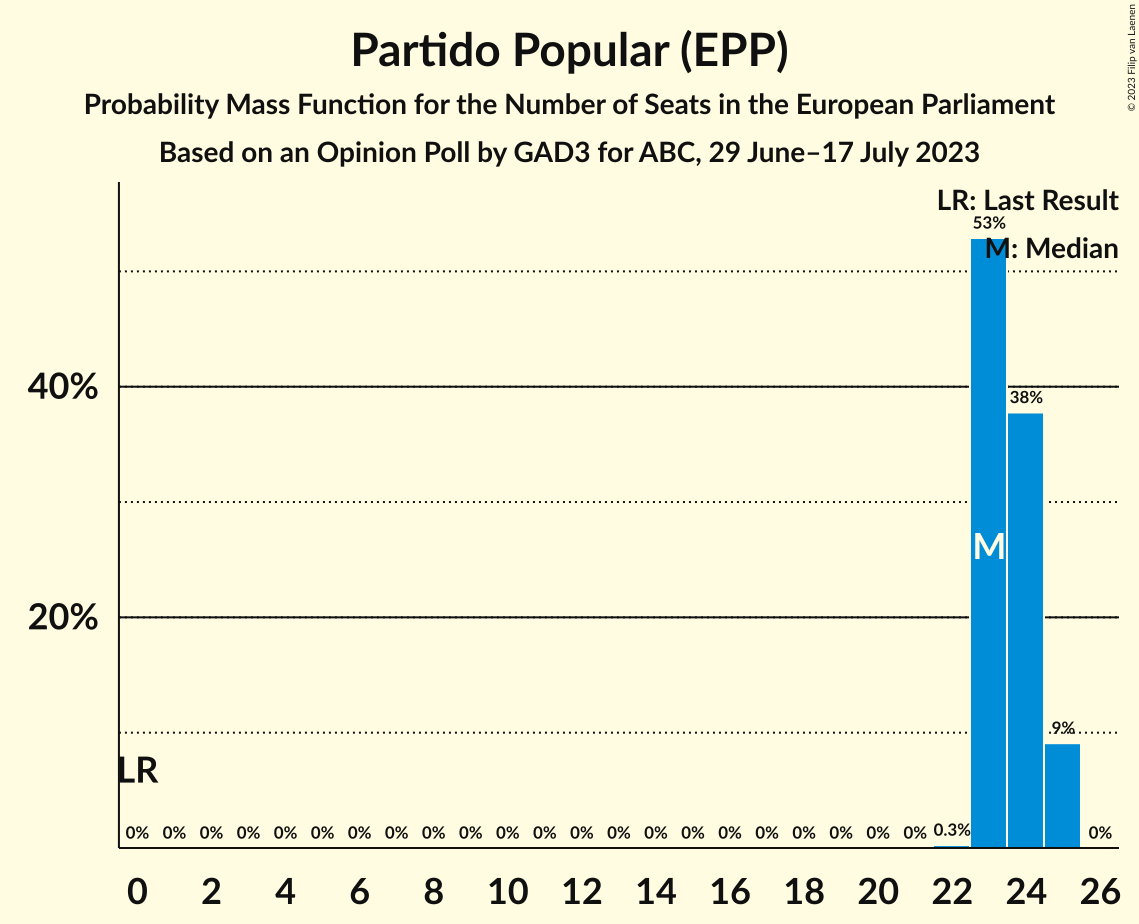 Partido Popular (EPP)
Probability Mass Function for the Number of Seats in the European Parliament
Based on an Opinion Poll by GAD3 for ABC, 29 June–17 July 2023
© 2023 Filip van Laenen
LR: Last Result
53%
M: Median
40%
38%
M
20%
9%
LR
0% 0% 0% 0% 0% 0% 0% 0% 0% 0% 0% 0% 0% 0% 0% 0% 0% 0% 0% 0% 0% 0% 0.3% 0%
0 2 4 6 8 10 12 14 16 18 20 22 24 26